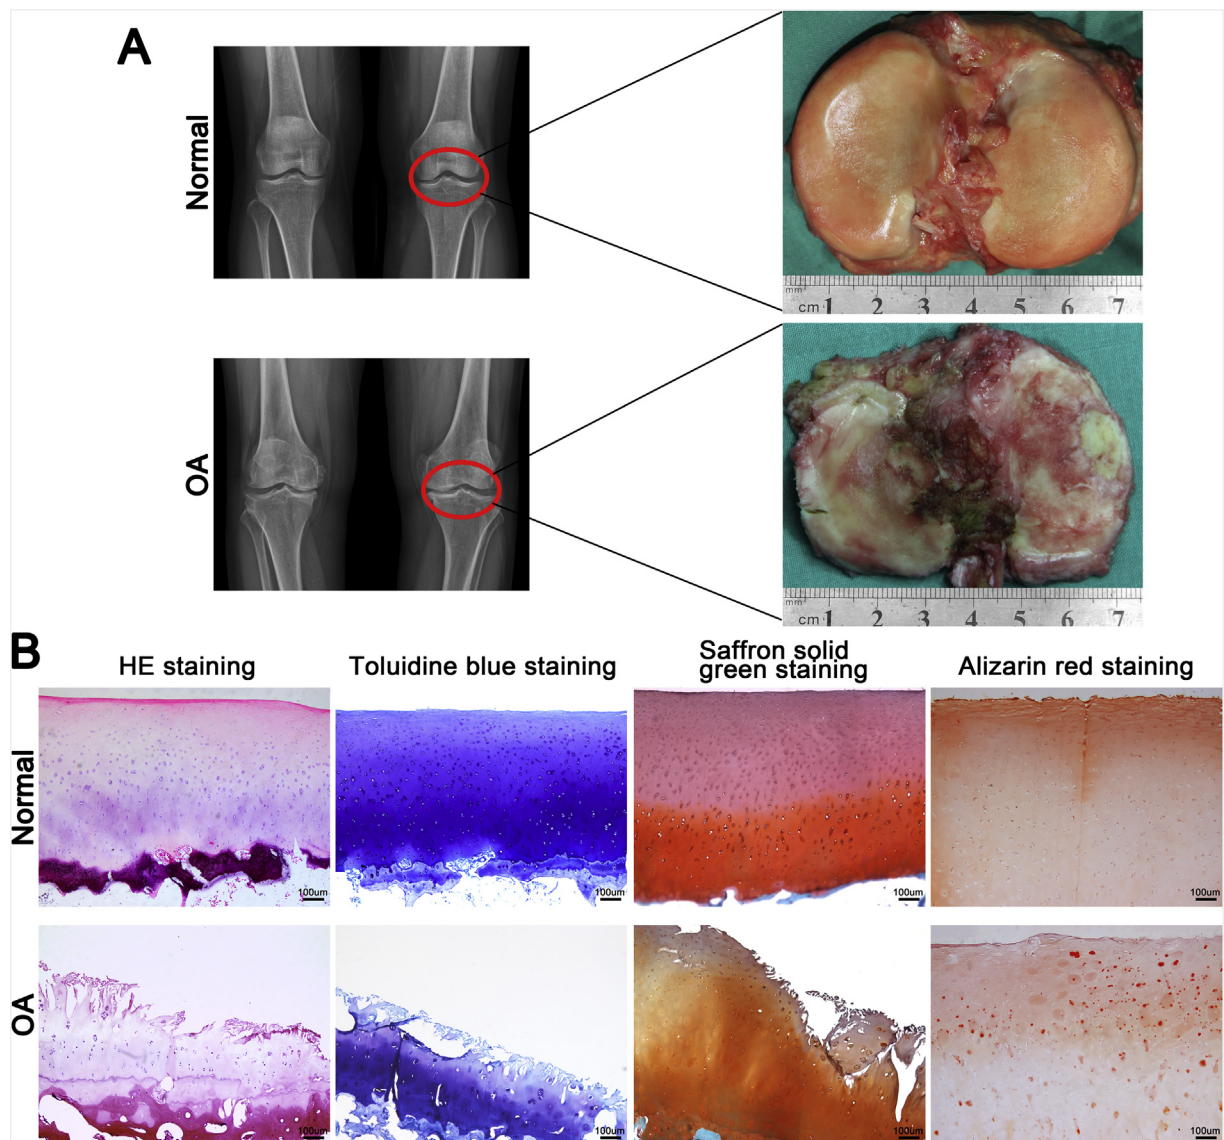 A
Normal
mm
cm 1 2 3 4 5 6 7
OA
mm
cm 1 2 3 4 5 6 7
B
HE staining
Toluidine blue staining
Saffron solid
green staining
Alizarin red staining
Normal
100um
100um
100um
100um
OA
100um
100um
100um
100um